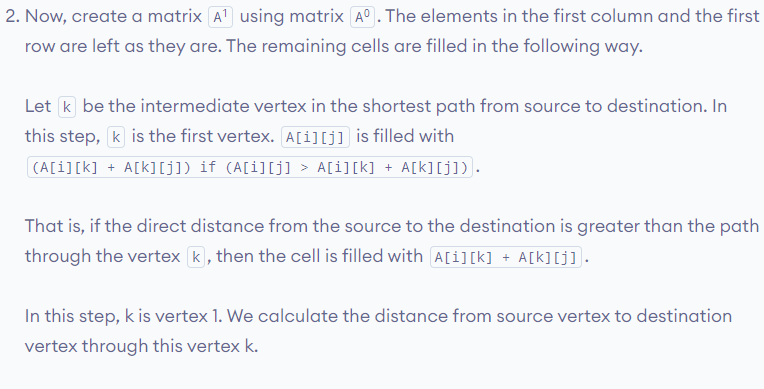 2. Now, create a matrix A¹ using matrix A⁰. The elements in the first column and the first
row are left as they are. The remaining cells are filled in the following way.
Let k be the intermediate vertex in the shortest path from source to destination. In
this step, k is the first vertex. A[i][j] is filled with
(A[i][k] + A[k][j]) if (A[i][j] > A[i][k] + A[k][j]).
That is, if the direct distance from the source to the destination is greater than the path
through the vertex k, then the cell is filled with A[i][k] + A[k][j].
In this step, k is vertex 1. We calculate the distance from source vertex to destination
vertex through this vertex k.